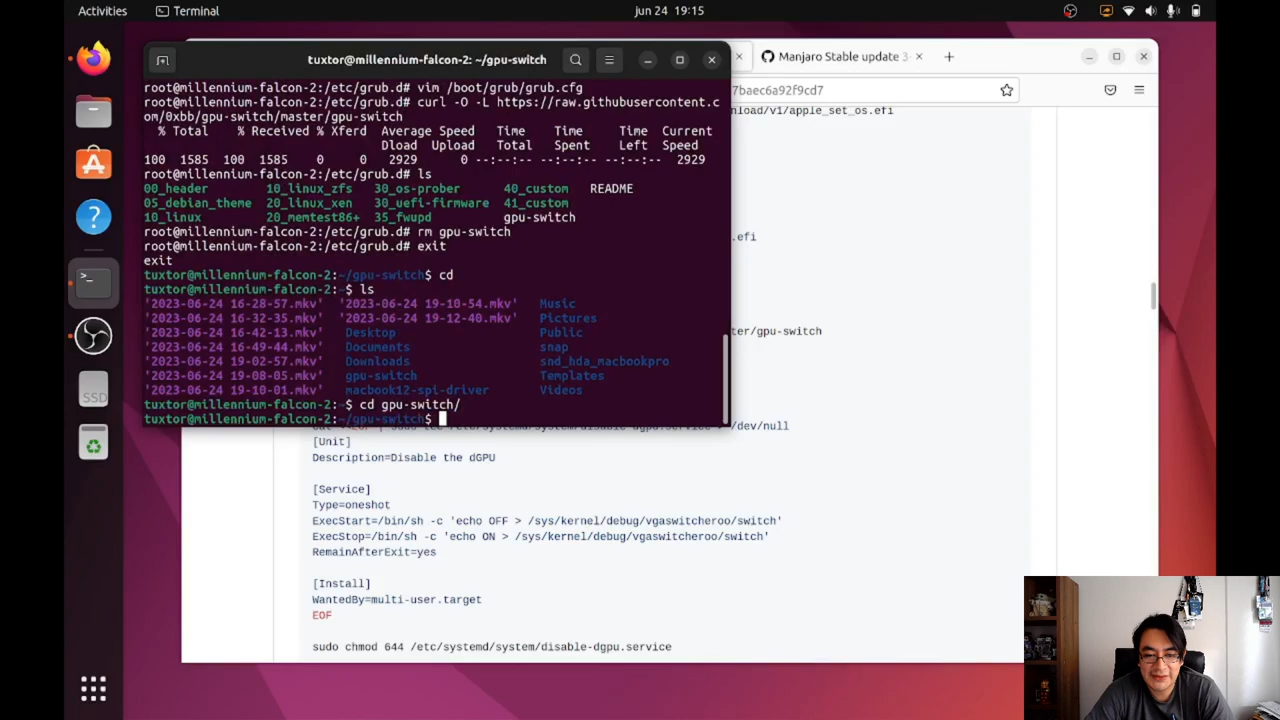 Activities
Terminal
jun 24 19:15
tuxtor@millennium-falcon-2: ~/gpu-switch
Manjaro Stable update 3
7baec6a92f9cd7
root@millennium-falcon-2:/etc/grub.d# vim /boot/grub/grub.cfg
root@millennium-falcon-2:/etc/grub.d# curl -O -L https://raw.githubusercontent.c
om/0xbb/gpu-switch/master/gpu-switch
% Total % Received % Xferd Average Speed Time Time Time Current
Dload Upload Total Spent Left Speed
100 1585 100 1585 0 0 2929 0 --:--:-- --:--:-- --:--:-- 2929
root@millennium-falcon-2:/etc/grub.d# ls
00_header 10_linux_zfs 30_os-prober 40_custom README
05_debian_theme 20_linux_xen 30_uefi-firmware 41_custom
10_linux 20_memtest86+ 35_fwupd gpu-switch
root@millennium-falcon-2:/etc/grub.d# rm gpu-switch
root@millennium-falcon-2:/etc/grub.d# exit
exit
tuxtor@millennium-falcon-2:~/gpu-switch$ cd
tuxtor@millennium-falcon-2:~$ ls
'2023-06-24 16-28-57.mkv' '2023-06-24 19-10-54.mkv' Music
'2023-06-24 16-32-35.mkv' '2023-06-24 19-12-40.mkv' Pictures
'2023-06-24 16-42-13.mkv' Desktop Public
'2023-06-24 16-49-44.mkv' Documents snap
'2023-06-24 19-02-57.mkv' Downloads snd_hda_macbookpro
'2023-06-24 19-08-05.mkv' gpu-switch Templates
'2023-06-24 19-10-01.mkv' macbook12-spi-driver Videos
tuxtor@millennium-falcon-2:~$ cd gpu-switch/
tuxtor@millennium-falcon-2:~/gpu-switch$
nload/v1/apple_set_os.efi
.efi
ter/gpu-switch
/dev/null
[Unit]
Description=Disable the dGPU
[Service]
Type=oneshot
ExecStart=/bin/sh -c 'echo OFF > /sys/kernel/debug/vgaswitcheroo/switch'
ExecStop=/bin/sh -c 'echo ON > /sys/kernel/debug/vgaswitcheroo/switch'
RemainAfterExit=yes
[Install]
WantedBy=multi-user.target
EOF
sudo chmod 644 /etc/systemd/system/disable-dgpu.service
SSD